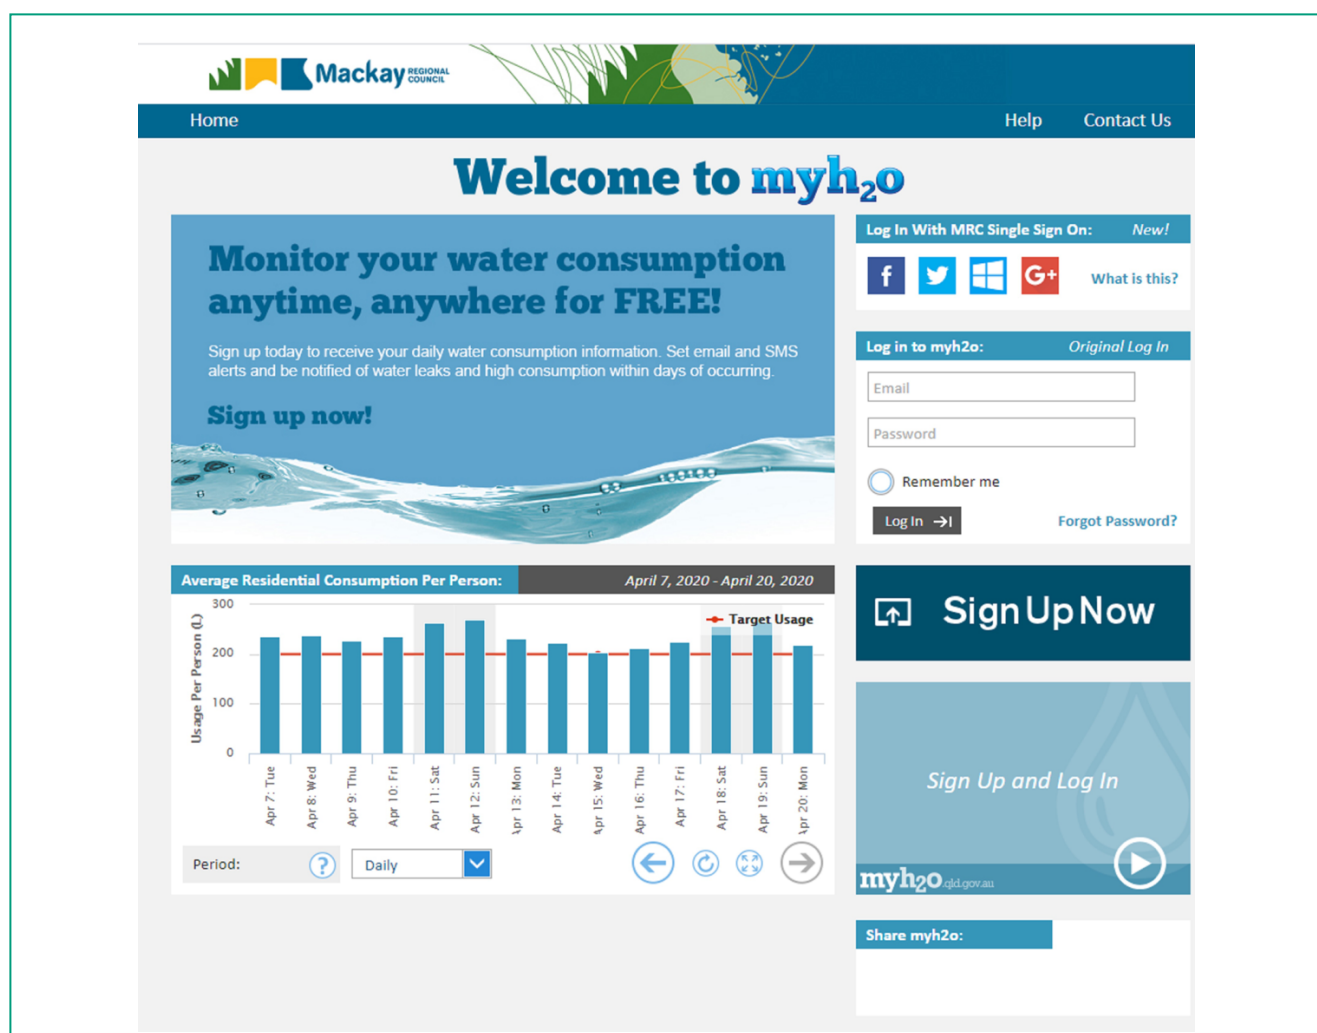 Mackay REGIONAL COUNCIL
Home
Help
Contact Us
Welcome to myh2o
Monitor your water consumption
anytime, anywhere for FREE!
Sign up today to receive your daily water consumption information. Set email and SMS
alerts and be notified of water leaks and high consumption within days of occurring.
Sign up now!
Log In With MRC Single Sign On:
New!
f
G+
What is this?
Log in to myh2o:
Original Log In
Email
Password
Remember me
Log In
Forgot Password?
Average Residential Consumption Per Person:
April 7, 2020 - April 20, 2020
Usage Per Person (L)
300
200
100
0
Target Usage
Apr 7: Tue
Apr 8: Wed
Apr 9: Thu
Apr 10: Fri
Apr 11: Sat
Apr 12: Sun
Apr 13: Mon
Apr 14: Tue
Apr 15: Wed
Apr 16: Thu
Apr 17: Fri
Apr 18: Sat
Apr 19: Sun
Apr 20: Mon
Period:
?
Daily
Sign Up Now
Sign Up and Log In
myh2o.qld.gov.au
Share myh2o: